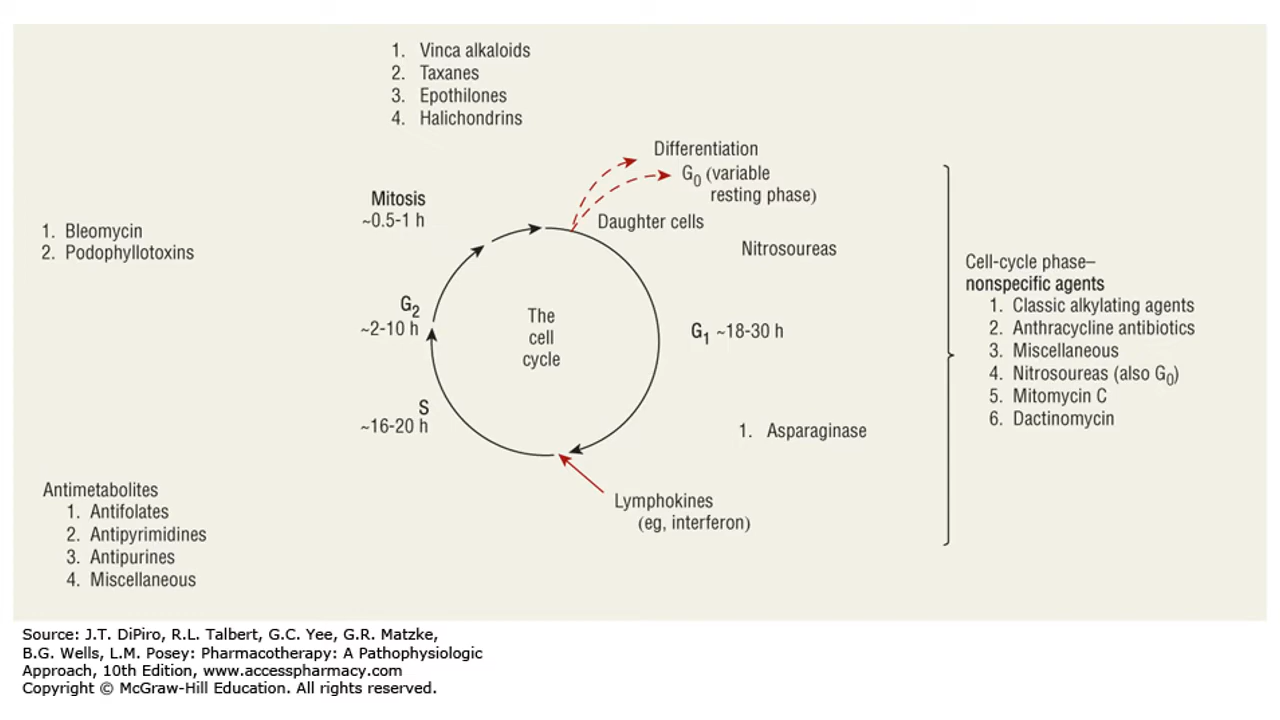 1. Vinca alkaloids
2. Taxanes
3. Epothilones
4. Halichondrins
Differentiation
G₀ (variable
resting phase)
Mitosis
~0.5-1 h
Daughter cells
1. Bleomycin
2. Podophyllotoxins
Nitrosoureas
G₂
~2-10 h
The
cell
cycle
G₁ ~18-30 h
S
~16-20 h
1. Asparaginase
Lymphokines
(eg, interferon)
Cell-cycle phase–
nonspecific agents
1. Classic alkylating agents
2. Anthracycline antibiotics
3. Miscellaneous
4. Nitrosoureas (also G₀)
5. Mitomycin C
6. Dactinomycin
Antimetabolites
1. Antifolates
2. Antipyrimidines
3. Antipurines
4. Miscellaneous
Source: J.T. DiPiro, R.L. Talbert, G.C. Yee, G.R. Matzke,
B.G. Wells, L.M. Posey: Pharmacotherapy: A Pathophysiologic
Approach, 10th Edition, www.accesspharmacy.com
Copyright © McGraw-Hill Education. All rights reserved.